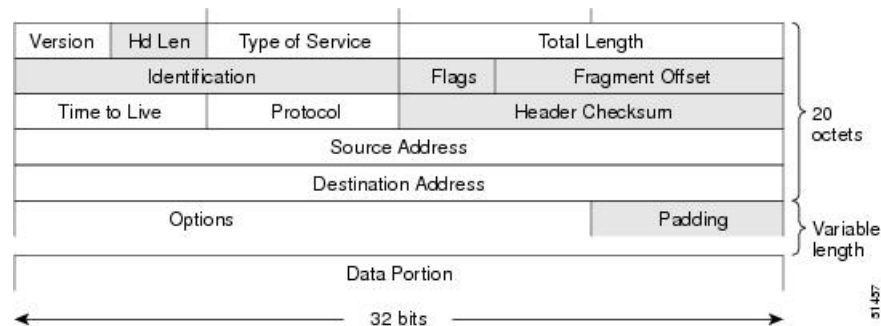 Version Hd Len Type of Service Total Length
Identification Flags Fragment Offset
Time to Live Protocol Header Checksum
20
octets
Source Address
Destination Address
Options Padding
Variable
length
Data Portion
32 bits
51457